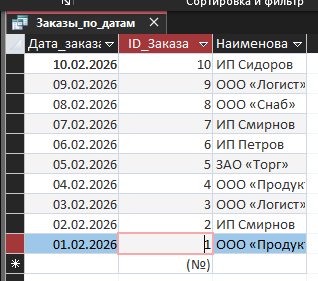 Сортировка и фильтр
Заказы_по_датам
Дата_заказа ID_Заказа Наименова
10.02.2026 10 ИП Сидоров
09.02.2026 9 ООО «Логист»
08.02.2026 8 ООО «Снаб»
07.02.2026 7 ИП Смирнов
06.02.2026 6 ИП Петров
05.02.2026 5 ЗАО «Торг»
04.02.2026 4 ООО «Продук
03.02.2026 3 ООО «Логист»
02.02.2026 2 ИП Смирнов
01.02.2026 1 ООО «Продук
(№)